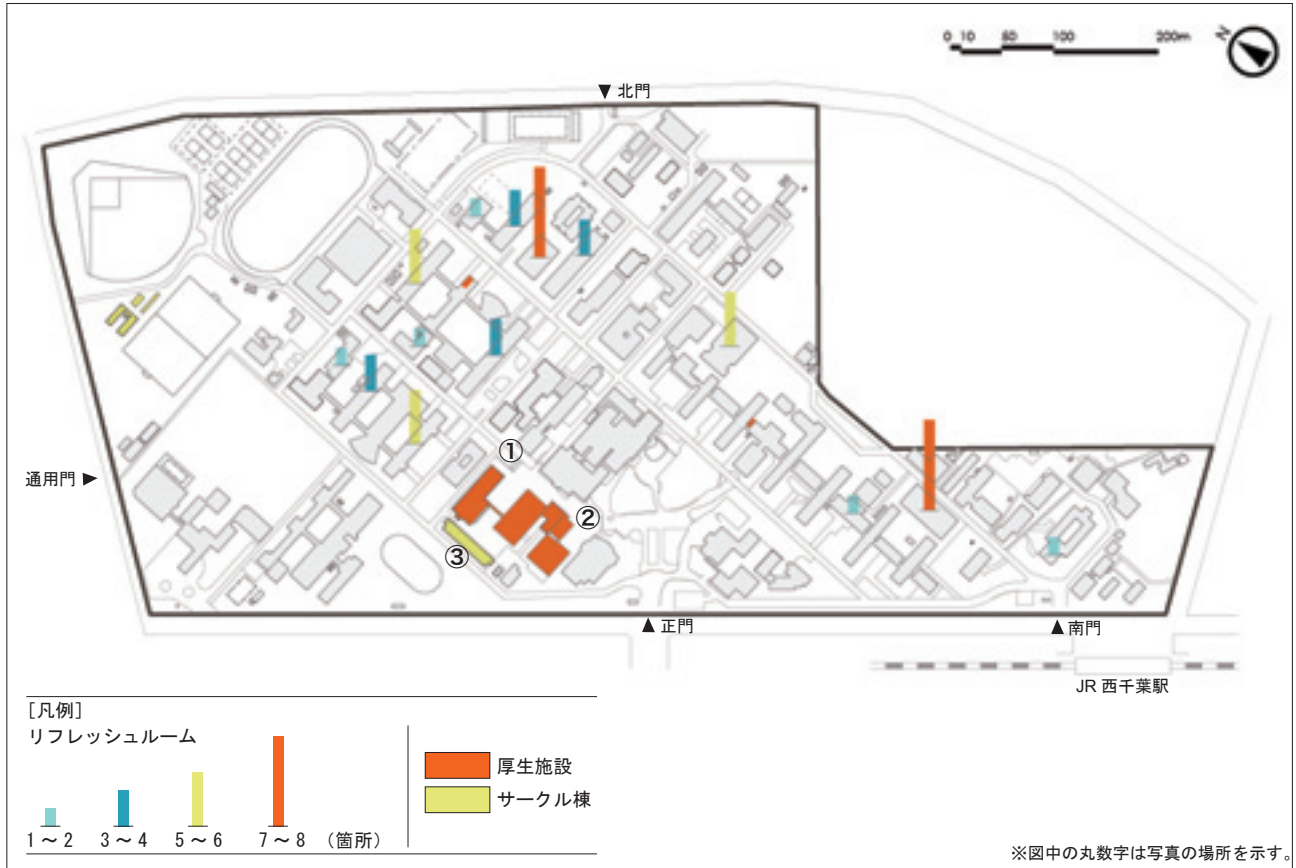 0 10 50 100 200m
N
▼ 北門
①
通用門 ▶
②
③
▲ 正門
▲ 南門
JR 西千葉駅
[凡例]
リフレッシュルーム
1～2 3～4 5～6 7～8 (箇所)
厚生施設
サークル棟
※図中の丸数字は写真の場所を示す。